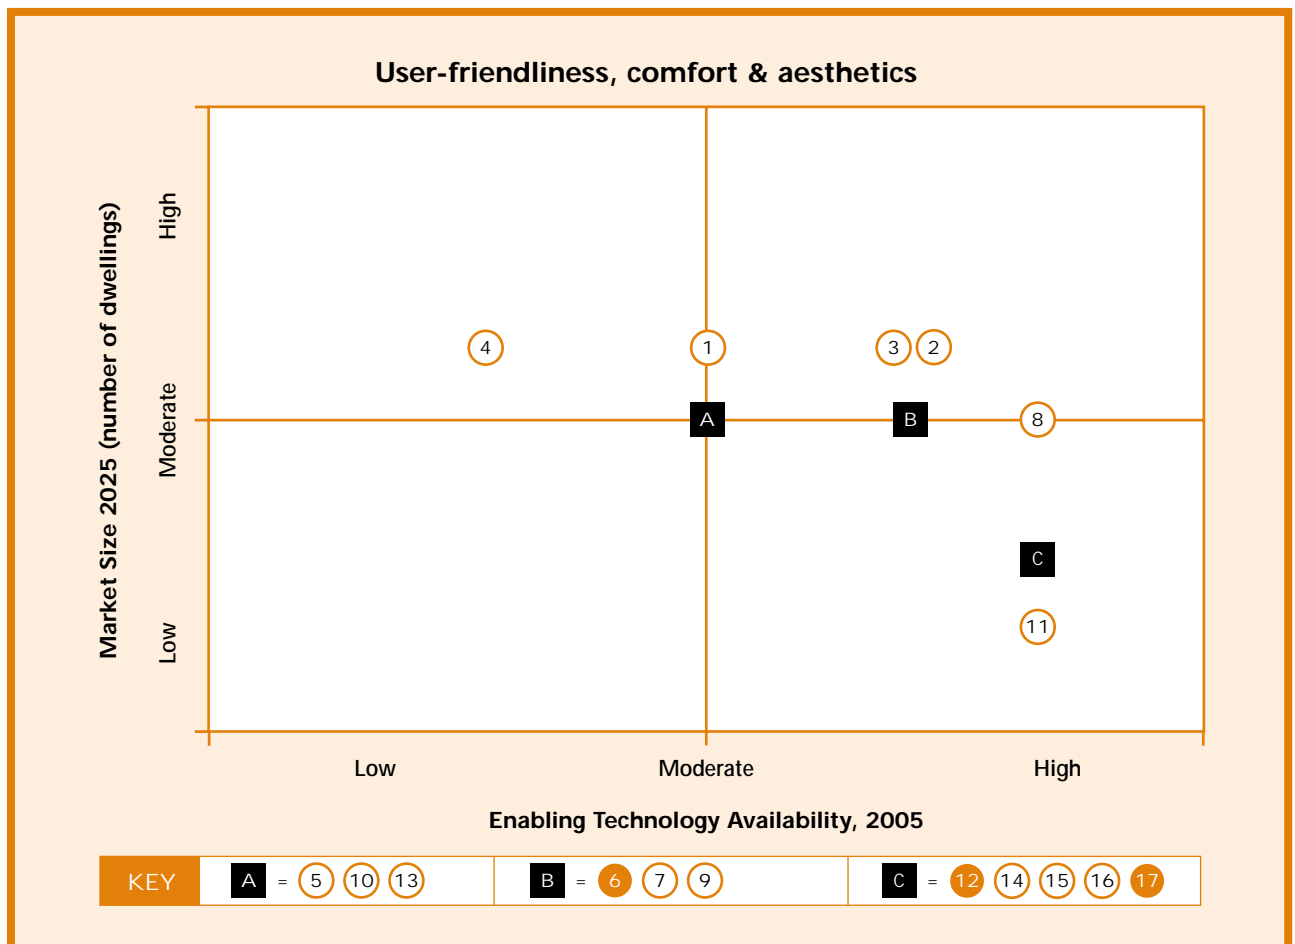 User-friendliness, comfort & aesthetics
Market Size 2025 (number of dwellings)
High
Moderate
Low
4 1 3 2
A B 8
C
11
Low Moderate High
Enabling Technology Availability, 2005
KEY A = 5 10 13 B = 6 7 9 C = 12 14 15 16 17